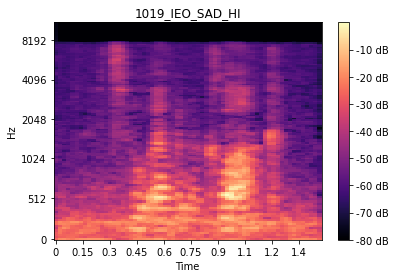 1019_IEO_SAD_HI
8192
4096
2048
1024
512
0
Hz
0 0.15 0.3 0.45 0.6 0.75 0.9 1.1 1.2 1.4
Time
-10 dB
-20 dB
-30 dB
-40 dB
-50 dB
-60 dB
-70 dB
-80 dB